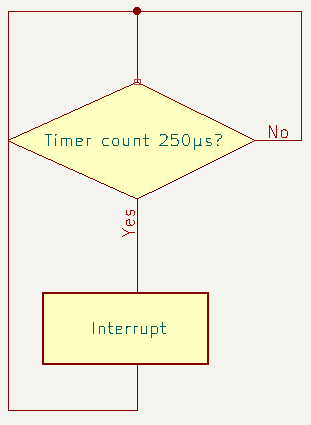 Timer count 250µs?
No
Yes
Interrupt